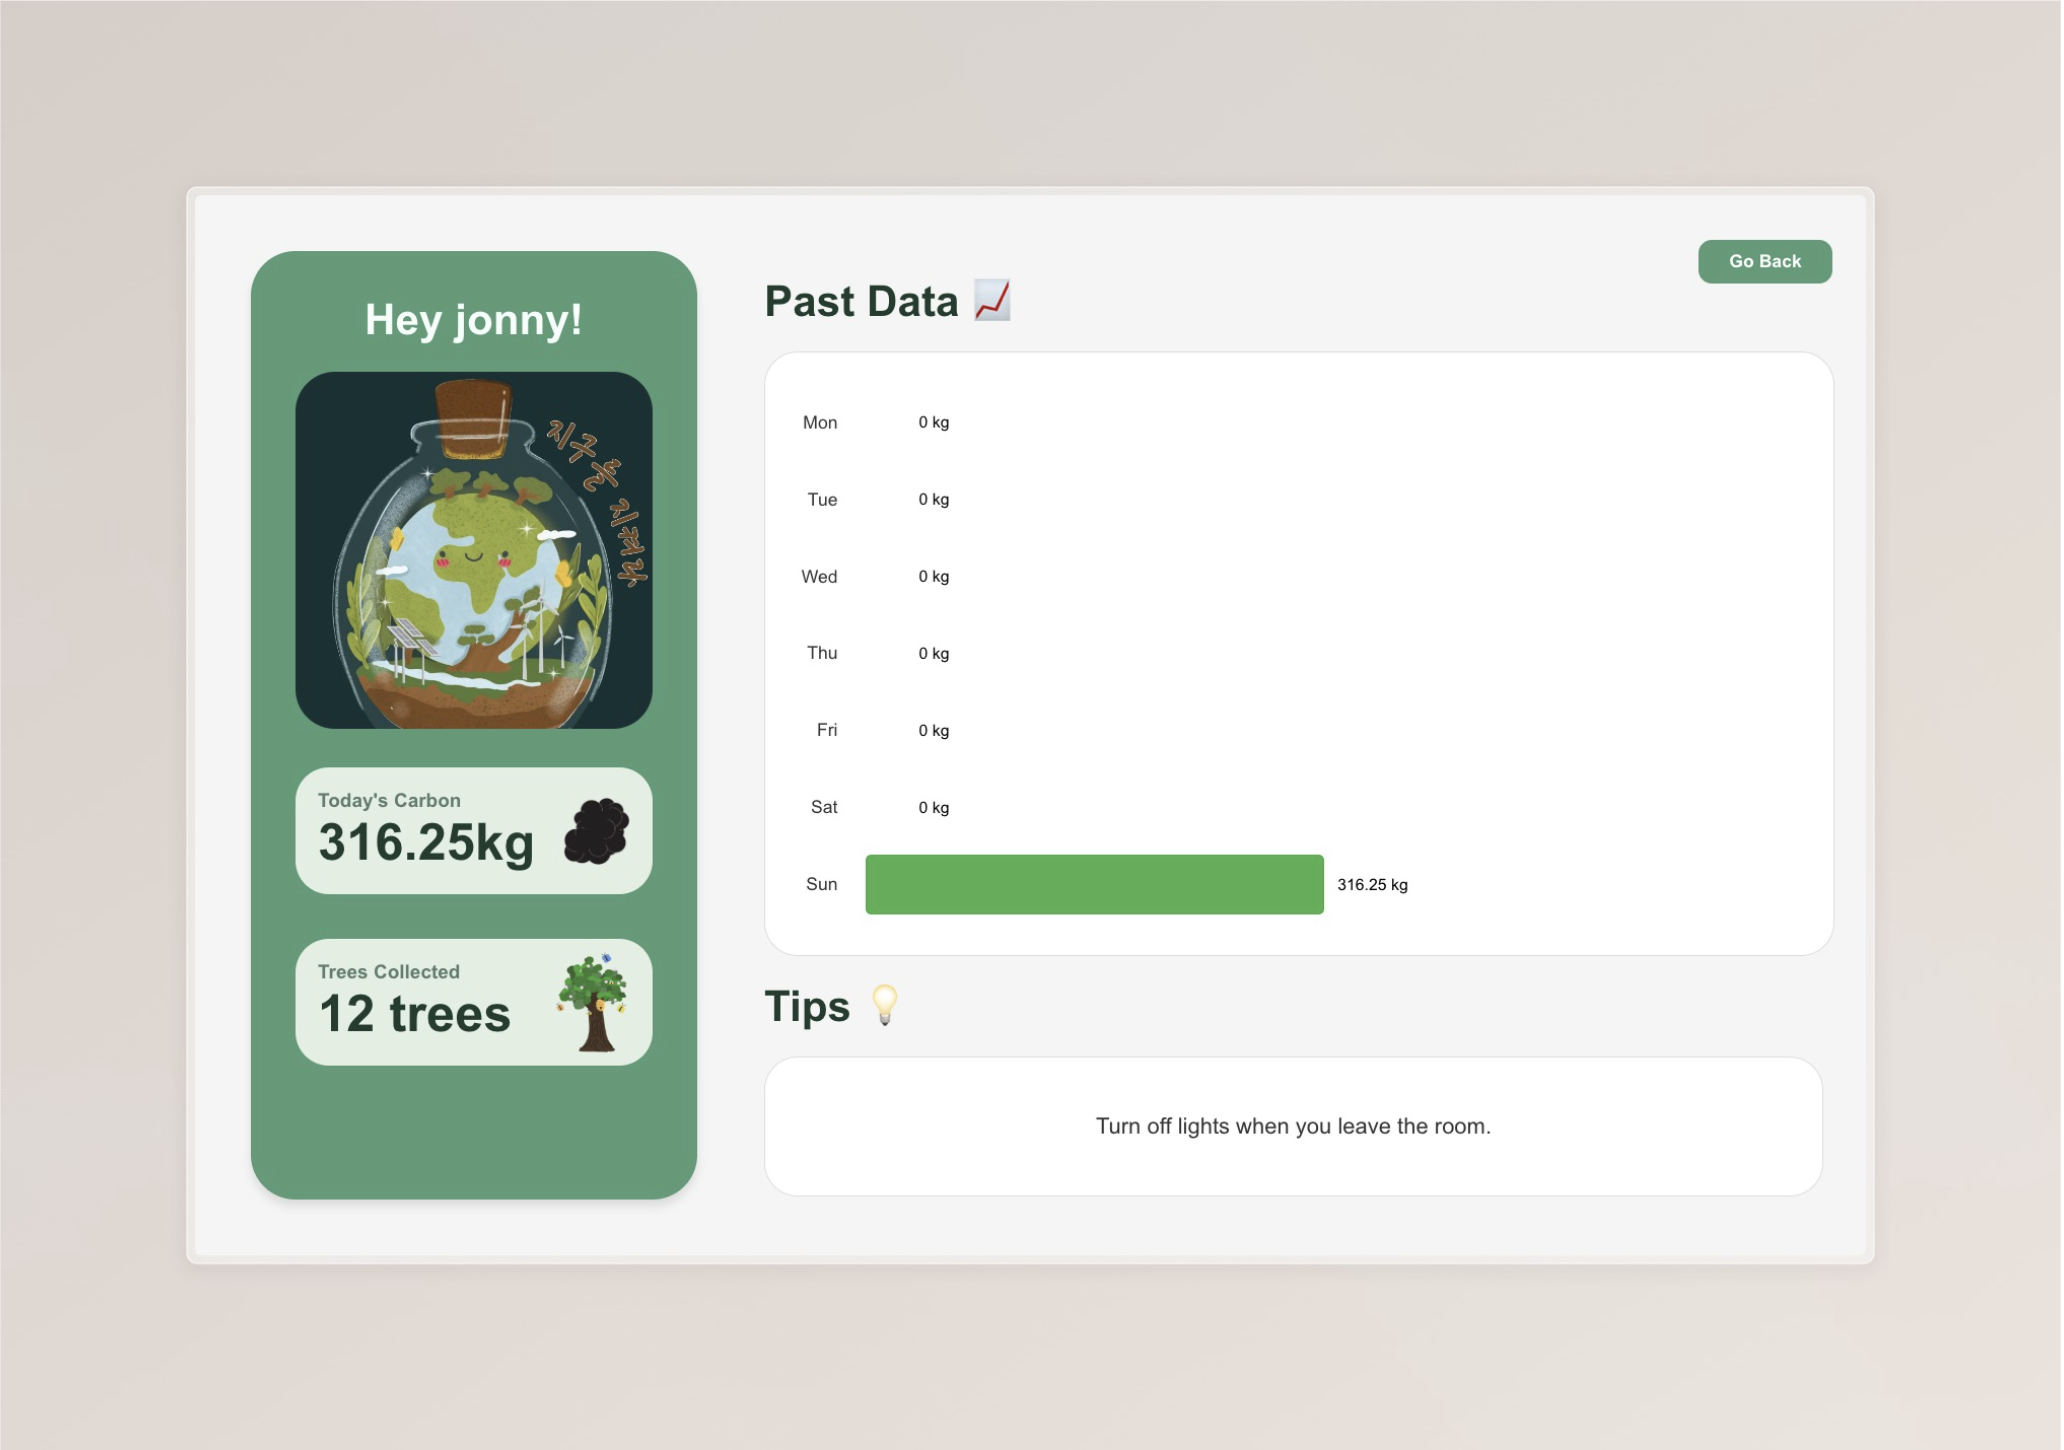 Go Back
Hey jonny!
지구를 지켜라
Today's Carbon
316.25kg
Trees Collected
12 trees
Past Data
Mon 0 kg
Tue 0 kg
Wed 0 kg
Thu 0 kg
Fri 0 kg
Sat 0 kg
Sun 316.25 kg
Tips
Turn off lights when you leave the room.